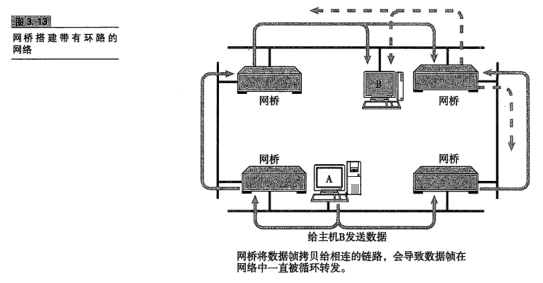 图3.13
网桥搭建带有环路的
网络
B
网桥
网桥
网桥
A
网桥
给主机B发送数据
网桥将数据帧拷贝给相连的链路，会导致数据帧在
网络中一直被循环转发。